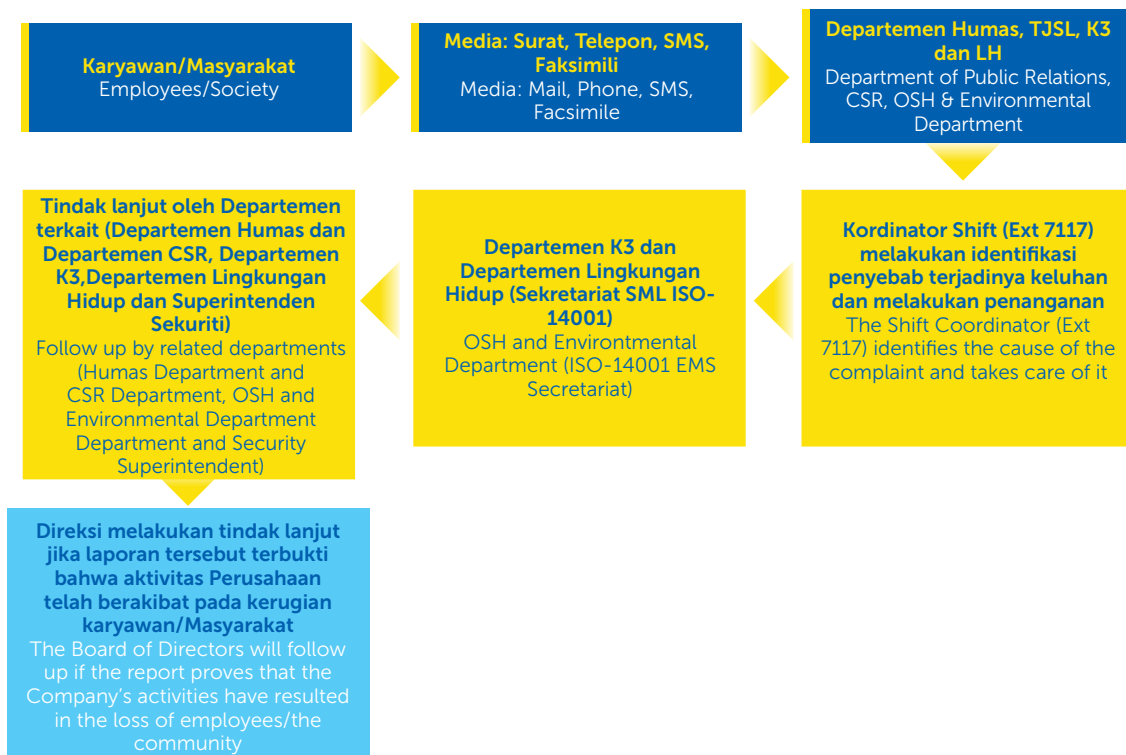 Karyawan/Masyarakat
Employees/Society
Media: Surat, Telepon, SMS,
Faksimili
Media: Mail, Phone, SMS,
Facsimile
Departemen Humas, TJSL, K3
dan LH
Department of Public Relations,
CSR, OSH & Environmental
Department
Kordinator Shift (Ext 7117)
melakukan identifikasi
penyebab terjadinya keluhan
dan melakukan penanganan
The Shift Coordinator (Ext
7117) identifies the cause of the
complaint and takes care of it
Departemen K3 dan
Departemen Lingkungan
Hidup (Sekretariat SML ISO-
14001)
OSH and Environtmental
Department (ISO-14001 EMS
Secretariat)
Tindak lanjut oleh Departemen
terkait (Departemen Humas dan
Departemen CSR, Departemen
K3,Departemen Lingkungan
Hidup dan Superintenden
Sekuriti)
Follow up by related departments
(Humas Department and
CSR Department, OSH and
Environmental Department
Department and Security
Superintendent)
Direksi melakukan tindak lanjut
jika laporan tersebut terbukti
bahwa aktivitas Perusahaan
telah berakibat pada kerugian
karyawan/Masyarakat
The Board of Directors will follow
up if the report proves that the
Company's activities have resulted
in the loss of employees/the
community